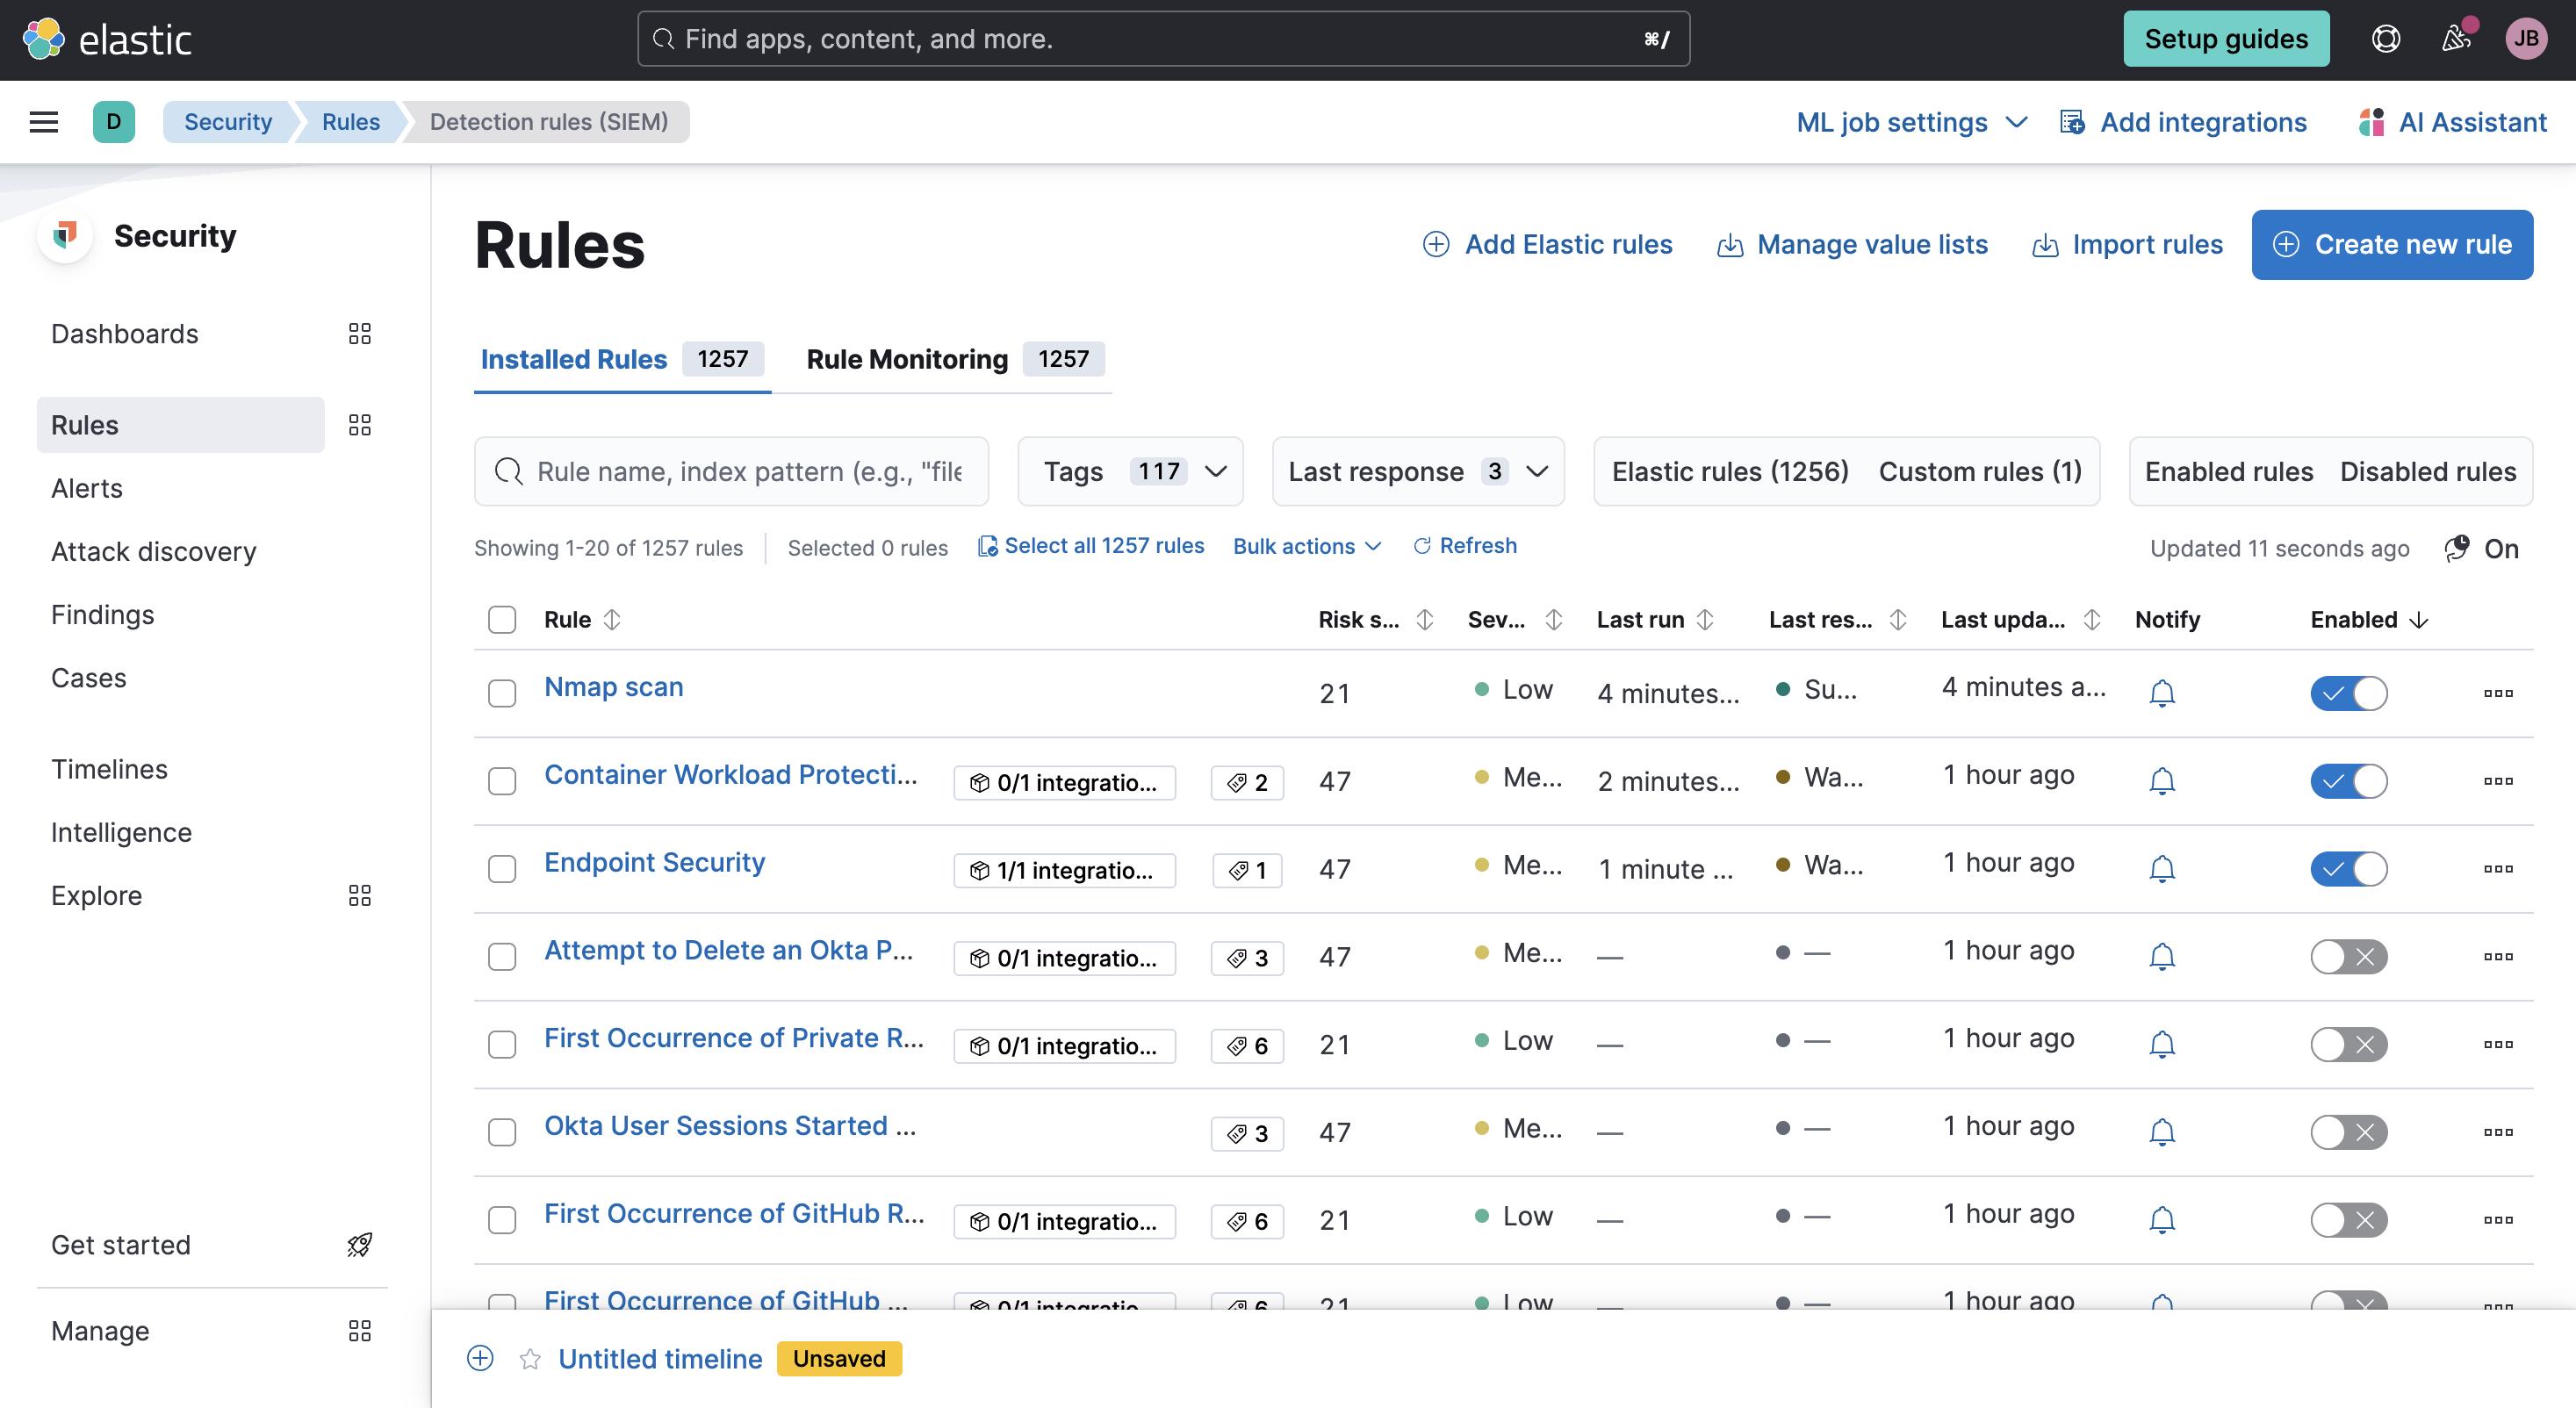 elastic
Find apps, content, and more.
⌘/
Setup guides
JB
D
Security
Rules
Detection rules (SIEM)
ML job settings
Add integrations
AI Assistant
Security
Dashboards
Rules
Alerts
Attack discovery
Findings
Cases
Timelines
Intelligence
Explore
Get started
Manage
Rules
Add Elastic rules
Manage value lists
Import rules
Create new rule
Installed Rules 1257
Rule Monitoring 1257
Rule name, index pattern (e.g., "file
Tags 117
Last response 3
Elastic rules (1256) Custom rules (1)
Enabled rules Disabled rules
Showing 1-20 of 1257 rules
Selected 0 rules
Select all 1257 rules
Bulk actions
Refresh
Updated 11 seconds ago
On
Rule Risk s... Sev... Last run Last res... Last upda... Notify Enabled
Nmap scan 21 Low 4 minutes... Su... 4 minutes a...
Container Workload Protecti... 0/1 integratio... 2 47 Me... 2 minutes... Wa... 1 hour ago
Endpoint Security 1/1 integratio... 1 47 Me... 1 minute ... Wa... 1 hour ago
Attempt to Delete an Okta P... 0/1 integratio... 3 47 Me... — — 1 hour ago
First Occurrence of Private R... 0/1 integratio... 6 21 Low — — 1 hour ago
Okta User Sessions Started ... 3 47 Me... — — 1 hour ago
First Occurrence of GitHub R... 0/1 integratio... 6 21 Low — — 1 hour ago
First Occurrence of GitHub ... 0/1 integratio... 6 21 Low — — 1 hour ago
Untitled timeline Unsaved